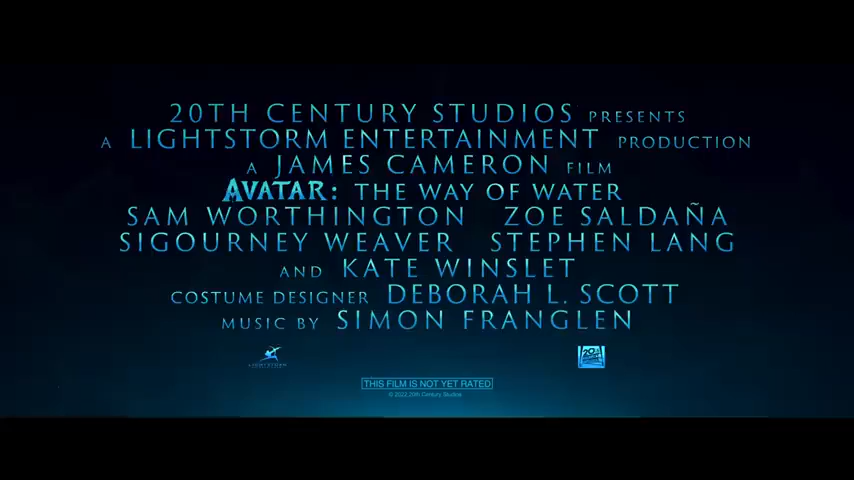 20TH CENTURY STUDIOS PRESENTS
A LIGHTSTORM ENTERTAINMENT PRODUCTION
A JAMES CAMERON FILM
AVATAR: THE WAY OF WATER
SAM WORTHINGTON ZOE SALDAÑA
SIGOURNEY WEAVER STEPHEN LANG
AND KATE WINSLET
COSTUME DESIGNER DEBORAH L. SCOTT
MUSIC BY SIMON FRANGLEN
20TH
THIS FILM IS NOT YET RATED
© 2022 20th Century Studios